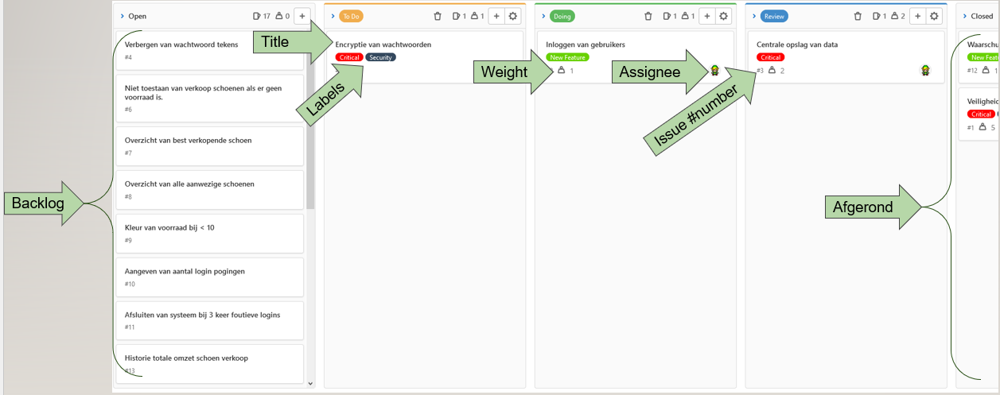 Open 17 0
Verbergen van wachtwoord tekens
#4
Niet toestaan van verkoop schoenen als er geen
voorraad is.
#6
Overzicht van best verkopende schoen
#7
Overzicht van alle aanwezige schoenen
#8
Kleur van voorraad bij < 10
#9
Aangeven van aantal login pogingen
#10
Afsluiten van systeem bij 3 keer foutieve logins
#11
Historie totale omzet schoen verkoop
#13
Backlog
Title
Labels
To Do 1 1
Encryptie van wachtwoorden
Critical Security
Weight
Doing 1 1
Inloggen van gebruikers
New Feature
1
Assignee
Issue #number
Review 1 2
Centrale opslag van data
Critical
#3 2
Afgerond
Closed
Waarschu
New Feat
#12 1
Veiligheid
Critical
#1 5